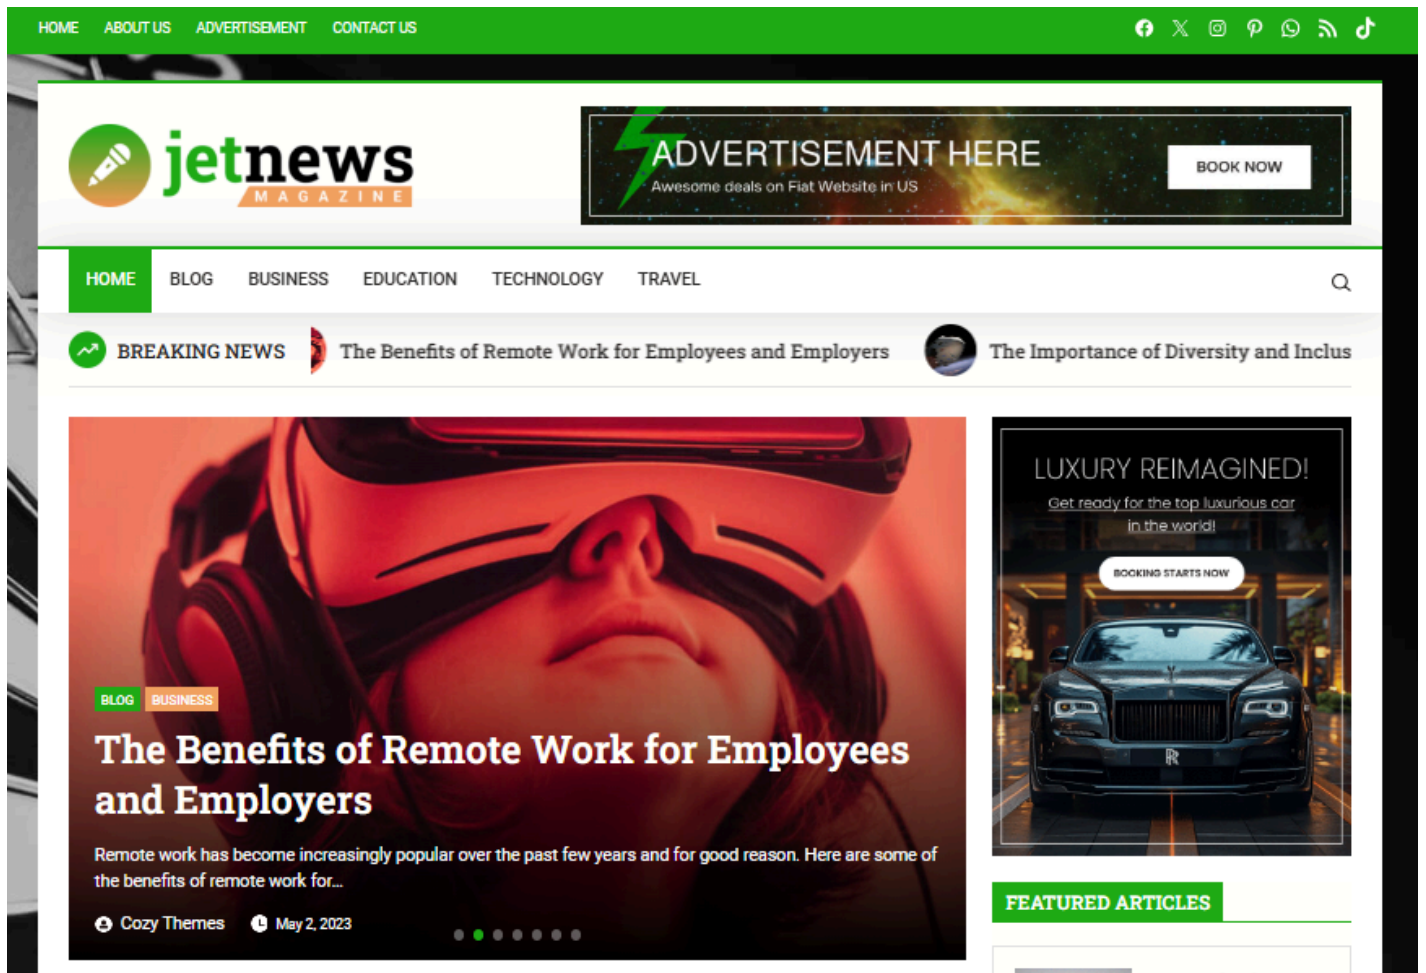 HOME ABOUT US ADVERTISEMENT CONTACT US
jetnews
MAGAZINE
ADVERTISEMENT HERE
Awesome deals on Fiat Website in US
BOOK NOW
HOME BLOG BUSINESS EDUCATION TECHNOLOGY TRAVEL
BREAKING NEWS The Benefits of Remote Work for Employees and Employers The Importance of Diversity and Inclus
BLOG BUSINESS
The Benefits of Remote Work for Employees
and Employers
Remote work has become increasingly popular over the past few years and for good reason. Here are some of
the benefits of remote work for...
Cozy Themes May 2, 2023
LUXURY REIMAGINED!
Get ready for the top luxurious car
in the world!
BOOKING STARTS NOW
FEATURED ARTICLES